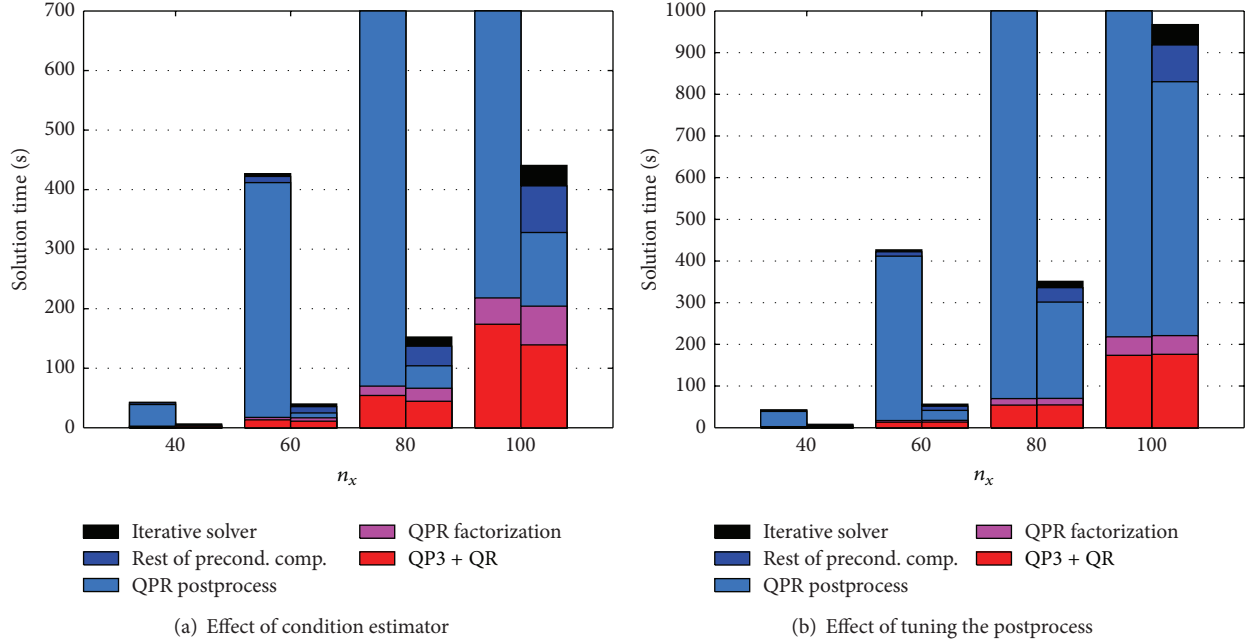 700
600
500
400
300
200
100
0
Solution time (s)
40
60
80
100
n_x
Iterative solver
Rest of precond. comp.
QPR postprocess
QPR factorization
QP3 + QR
(a) Effect of condition estimator
1000
900
800
700
600
500
400
300
200
100
0
Solution time (s)
40
60
80
100
n_x
Iterative solver
Rest of precond. comp.
QPR postprocess
QPR factorization
QP3 + QR
(b) Effect of tuning the postprocess